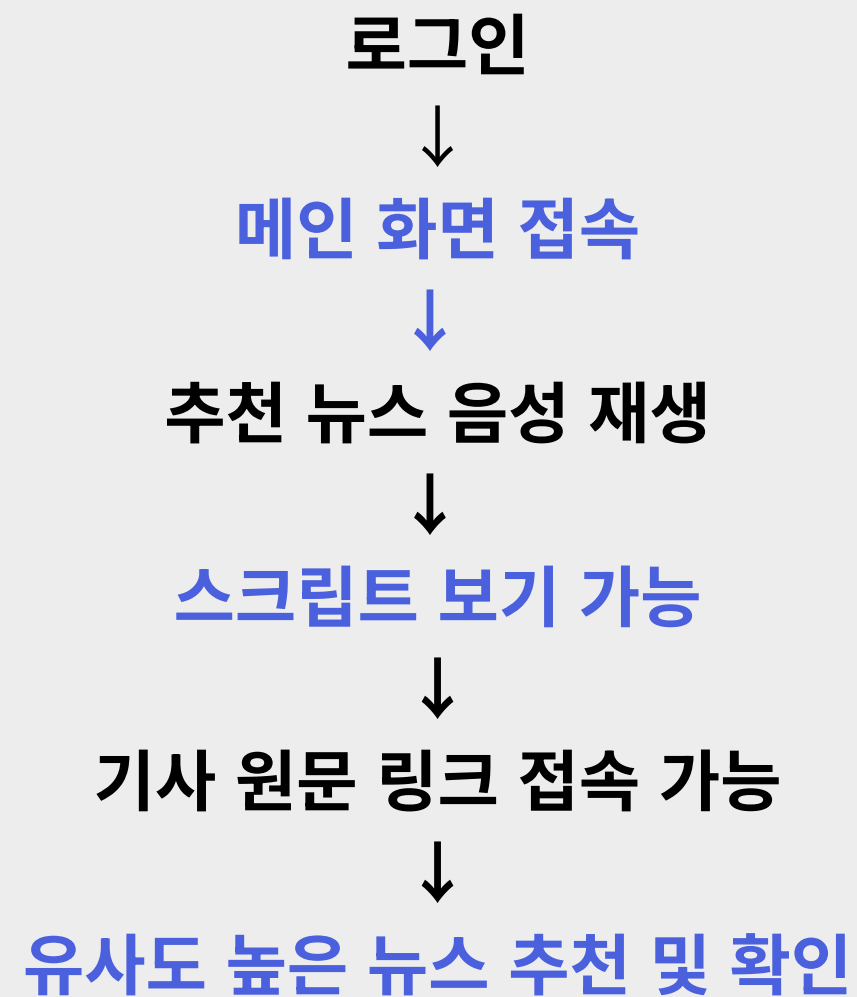 로그인
↓
메인 화면 접속
↓
추천 뉴스 음성 재생
↓
스크립트 보기 가능
↓
기사 원문 링크 접속 가능
↓
유사도 높은 뉴스 추천 및 확인